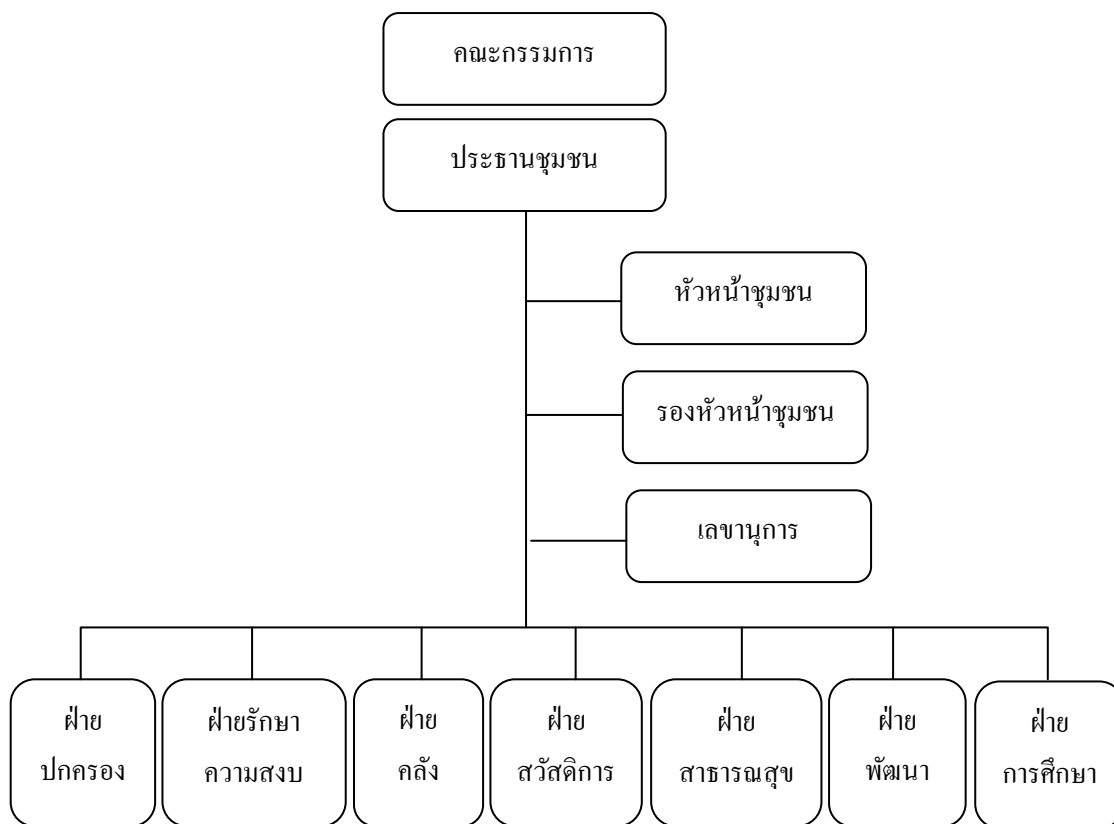 คณะกรรมการ
ประธานชุมชน
หัวหน้าชุมชน
รองหัวหน้าชุมชน
เลขานุการ
ฝ่าย
ปกครอง
ฝ่ายรักษา
ความสงบ
ฝ่าย
คลัง
ฝ่าย
สวัสดิการ
ฝ่าย
สาธารณสุข
ฝ่าย
พัฒนา
ฝ่าย
การศึกษา